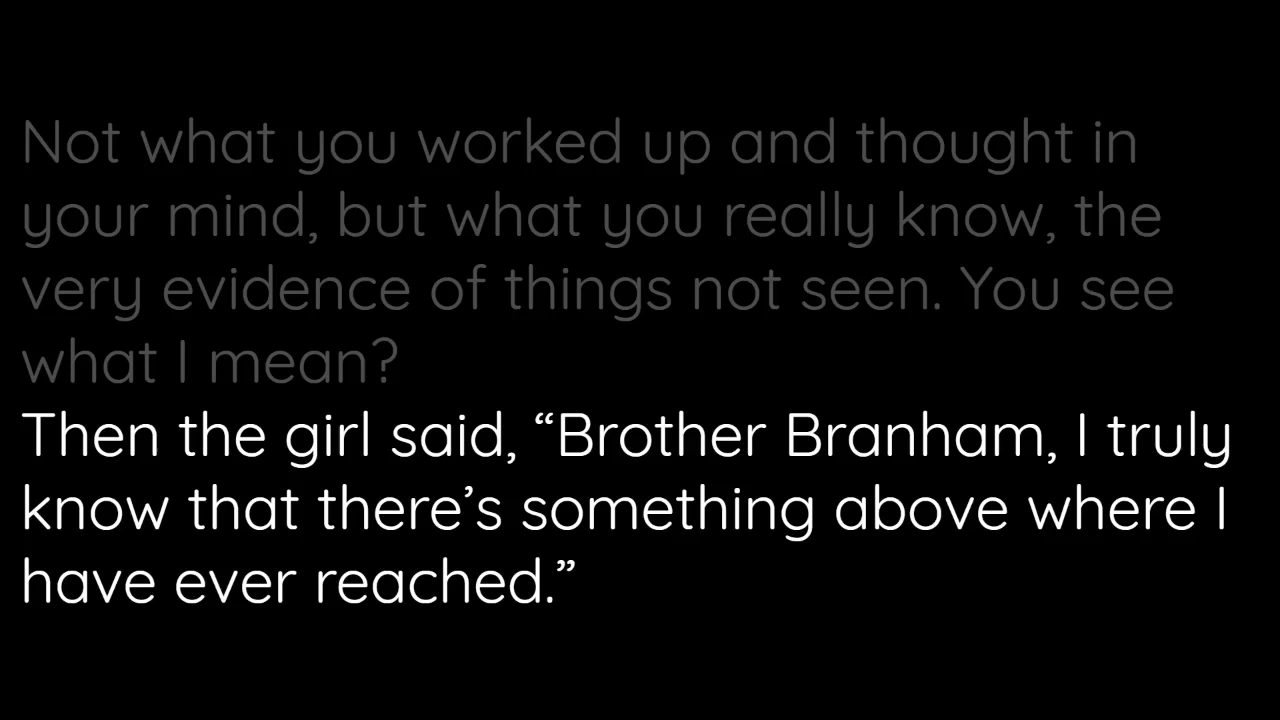 Not what you worked up and thought in
your mind, but what you really know, the
very evidence of things not seen. You see
what I mean?
Then the girl said, “Brother Branham, I truly
know that there’s something above where I
have ever reached.”